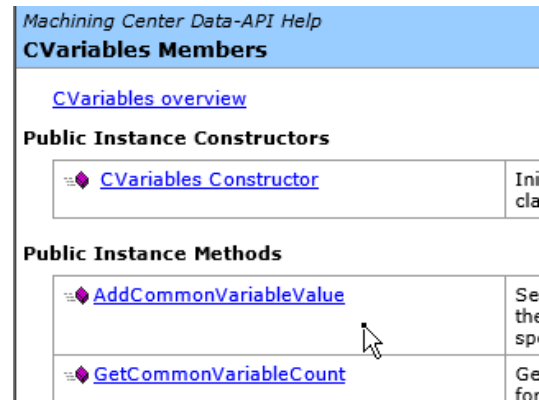 Machining Center Data-API Help
CVariables Members
CVariables overview
Public Instance Constructors
CVariables Constructor
Public Instance Methods
AddCommonVariableValue
the
GetCommonVariableCount